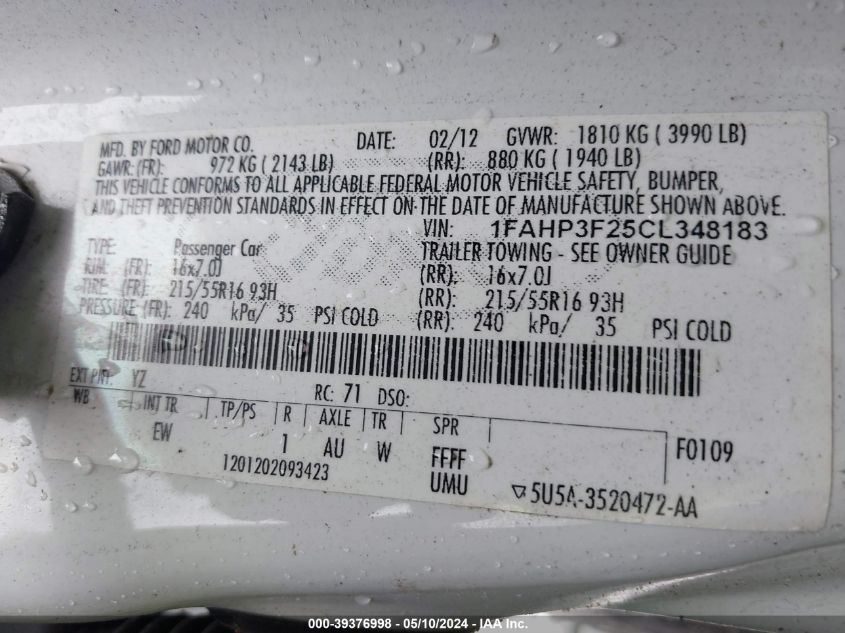 MFD. BY FORD MOTOR CO. DATE: 02/12 GVWR: 1810 KG ( 3990 LB)
GAWR: (FR): 972 KG ( 2143 LB) (RR): 880 KG ( 1940 LB)
THIS VEHICLE CONFORMS TO ALL APPLICABLE FEDERAL MOTOR VEHICLE SAFETY, BUMPER,
AND THEFT PREVENTION STANDARDS IN EFFECT ON THE DATE OF MANUFACTURE SHOWN ABOVE.
VIN: 1FAHP3F25CL348183
TYPE: Passenger Car TRAILER TOWING - SEE OWNER GUIDE
RIM: (FR): 16x7.0J (RR): 16x7.0J
TIRE: (FR): 215/55R16 93H (RR): 215/55R16 93H
PRESSURE (FR): 240 kPa/ 35 PSI COLD (RR): 240 kPa/ 35 PSI COLD
EXT PNT: YZ RC: 71 DSO:
WB INT TR TP/PS R AXLE TR SPR
EW 1 AU W FFFF F0109
1201202093423 UMU 5U5A-3520472-AA
000-39376998 - 05/10/2024 - IAA Inc.